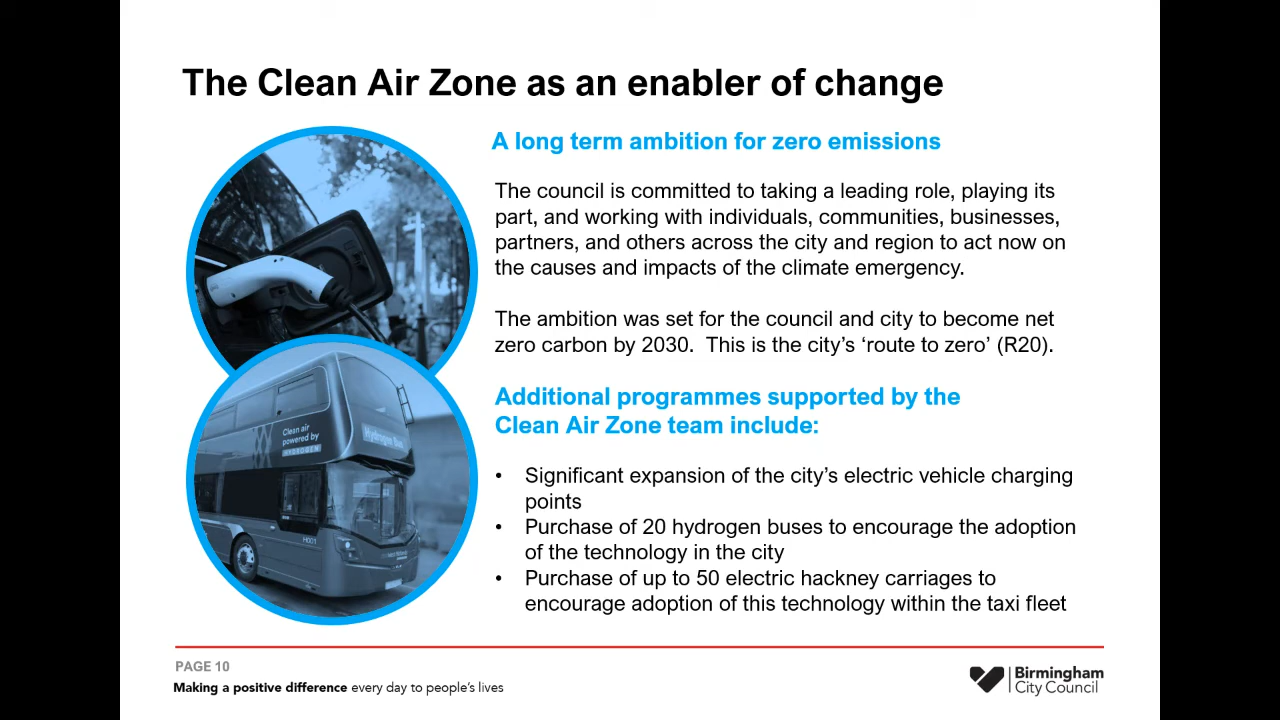 The Clean Air Zone as an enabler of change
A long term ambition for zero emissions
The council is committed to taking a leading role, playing its
part, and working with individuals, communities, businesses,
partners, and others across the city and region to act now on
the causes and impacts of the climate emergency.
The ambition was set for the council and city to become net
zero carbon by 2030.  This is the city’s ‘route to zero’ (R20).
Additional programmes supported by the
Clean Air Zone team include:
• Significant expansion of the city’s electric vehicle charging
points
• Purchase of 20 hydrogen buses to encourage the adoption
of the technology in the city
• Purchase of up to 50 electric hackney carriages to
encourage adoption of this technology within the taxi fleet
Clean air
powered by
HYDROGEN
Hydrogen Bus
H001
PAGE 10
Making a positive difference every day to people’s lives
Birmingham
City Council